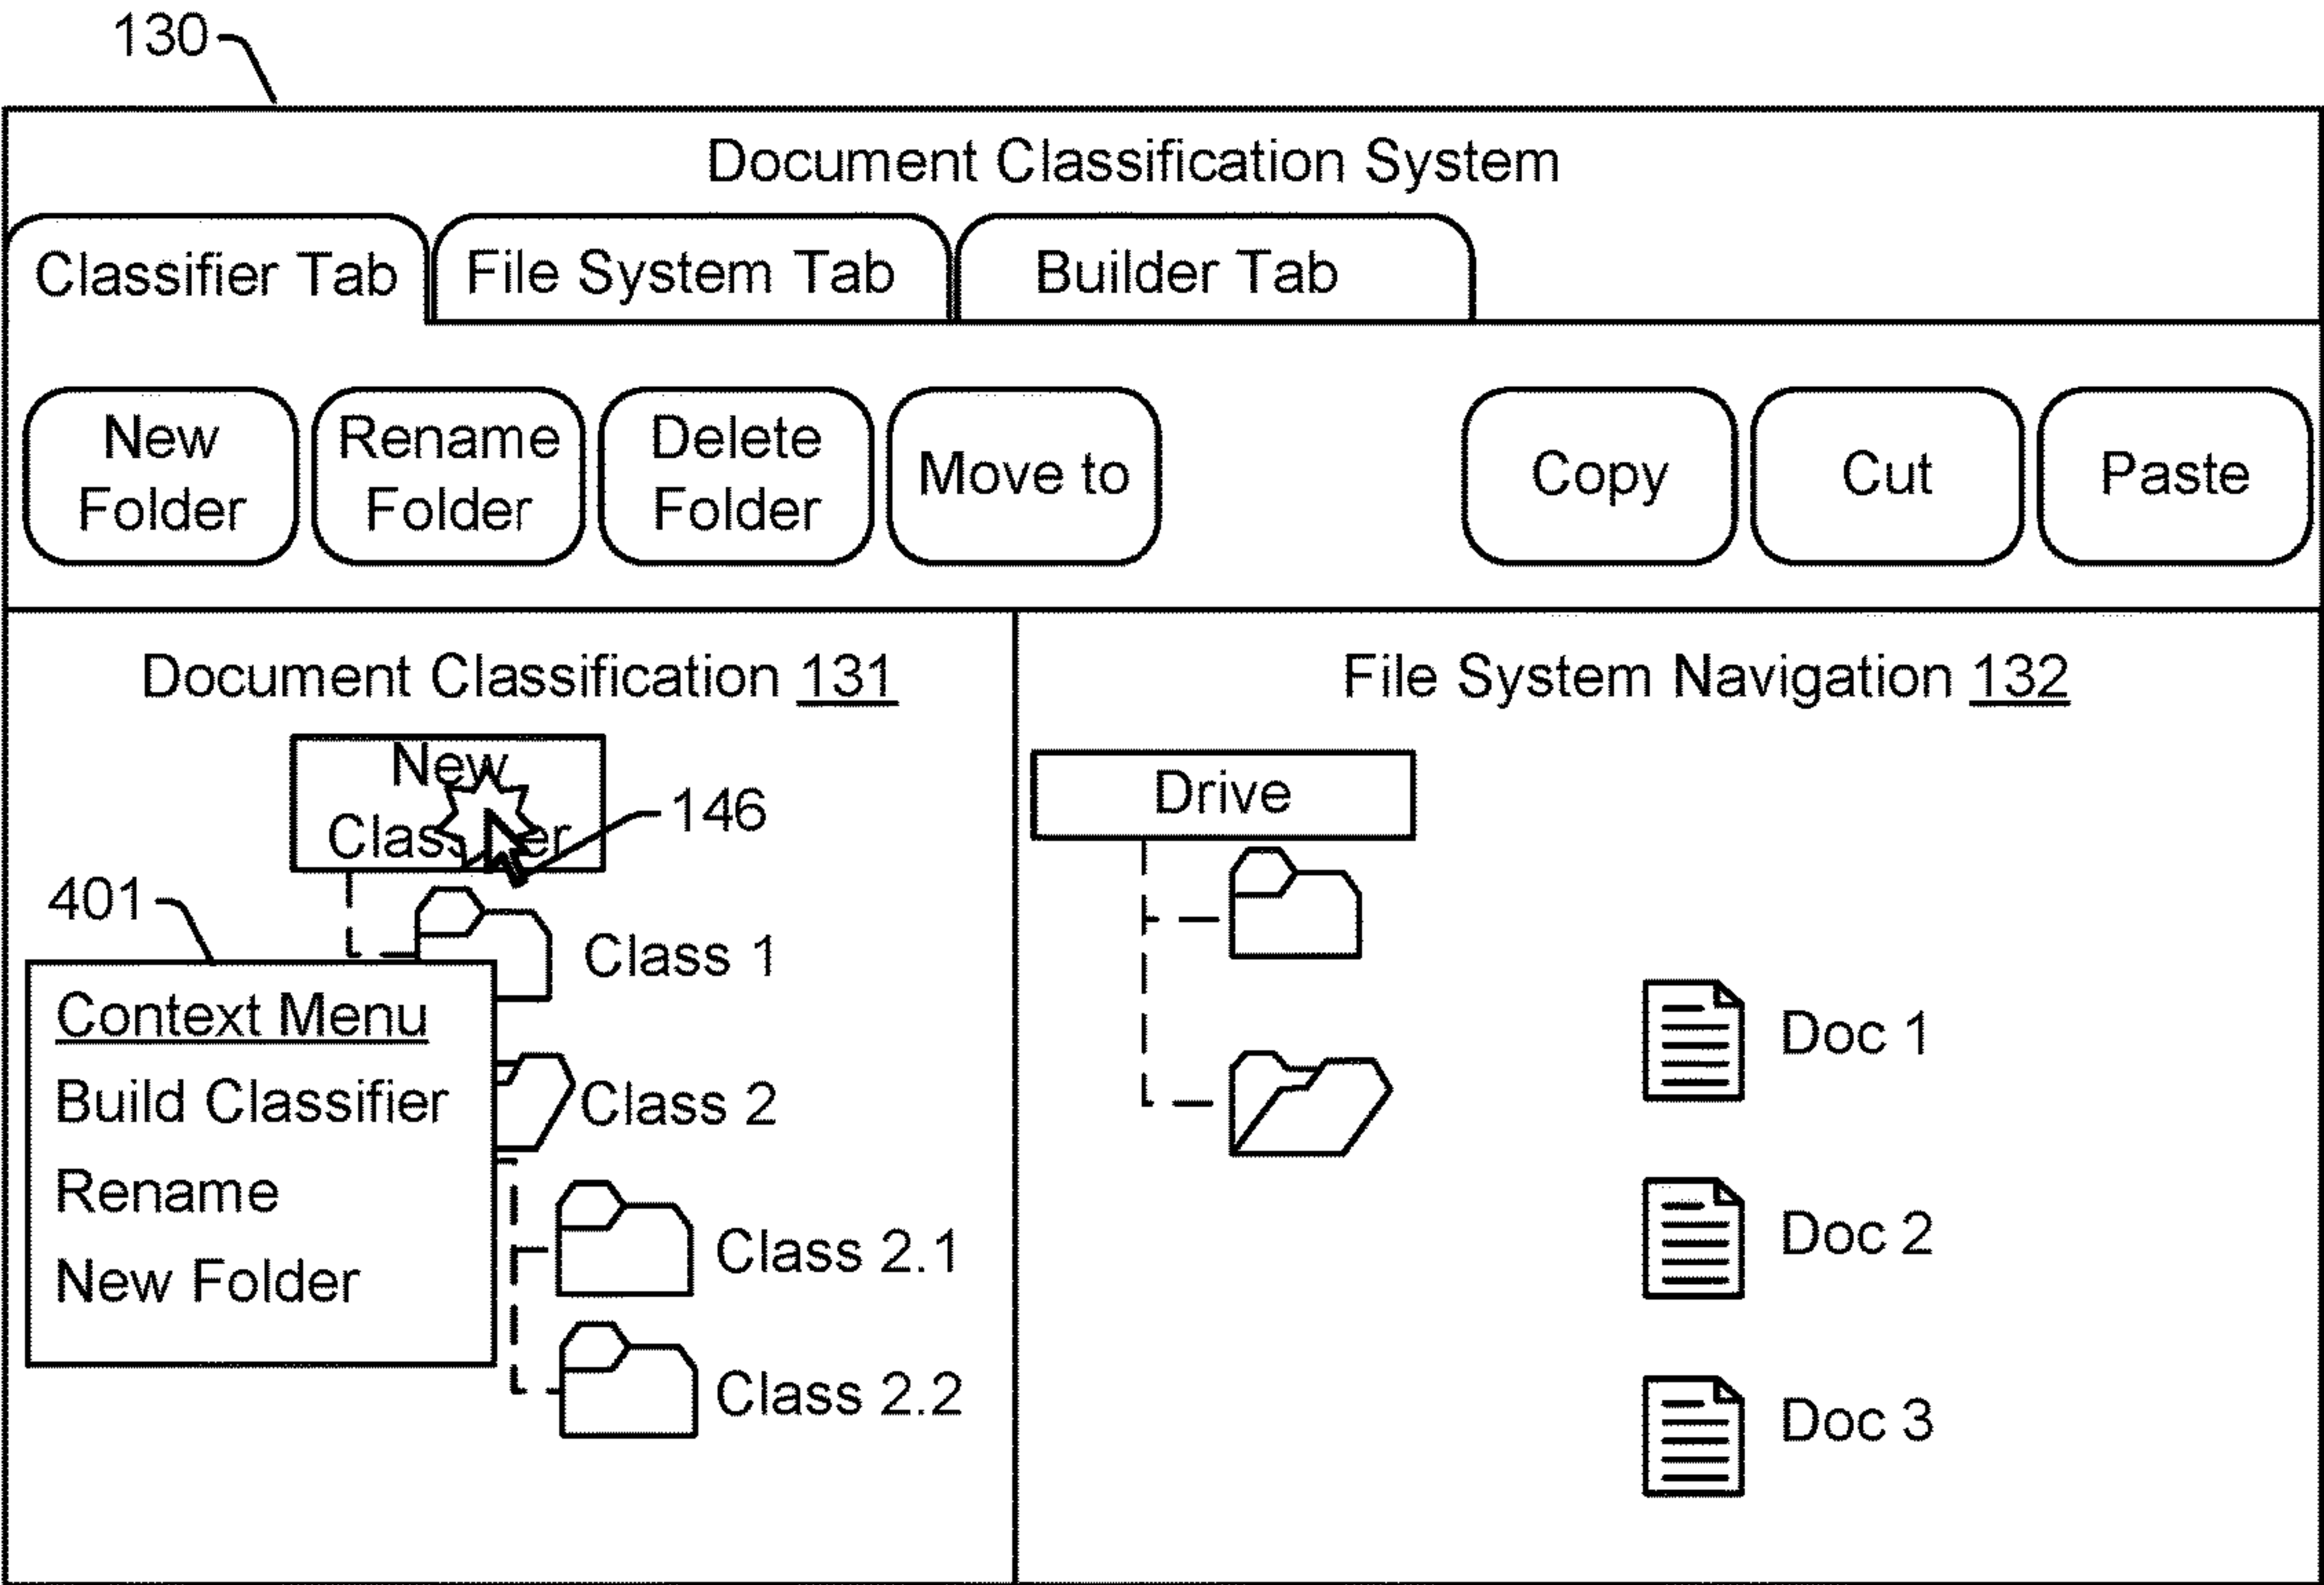 130
Document Classification System
Classifier Tab
File System Tab
Builder Tab
New
Folder
Rename
Folder
Delete
Folder
Move to
Copy
Cut
Paste
Document Classification 131
New
Classifier
146
401
Class 1
Context Menu
Build Classifier
Rename
New Folder
Class 2
Class 2.1
Class 2.2
File System Navigation 132
Drive
Doc 1
Doc 2
Doc 3